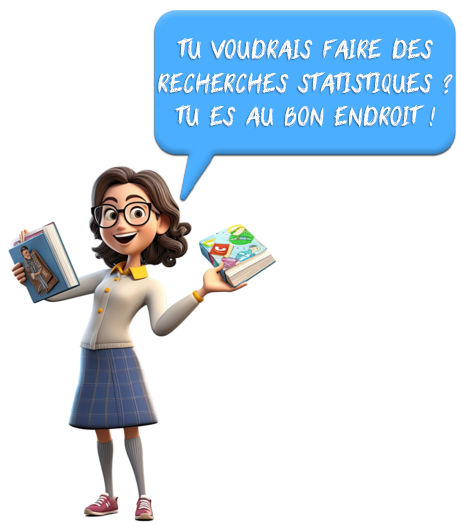 TU VOUDRAIS FAIRE DES
RECHERCHES STATISTIQUES ?
TU ES AU BON ENDROIT !